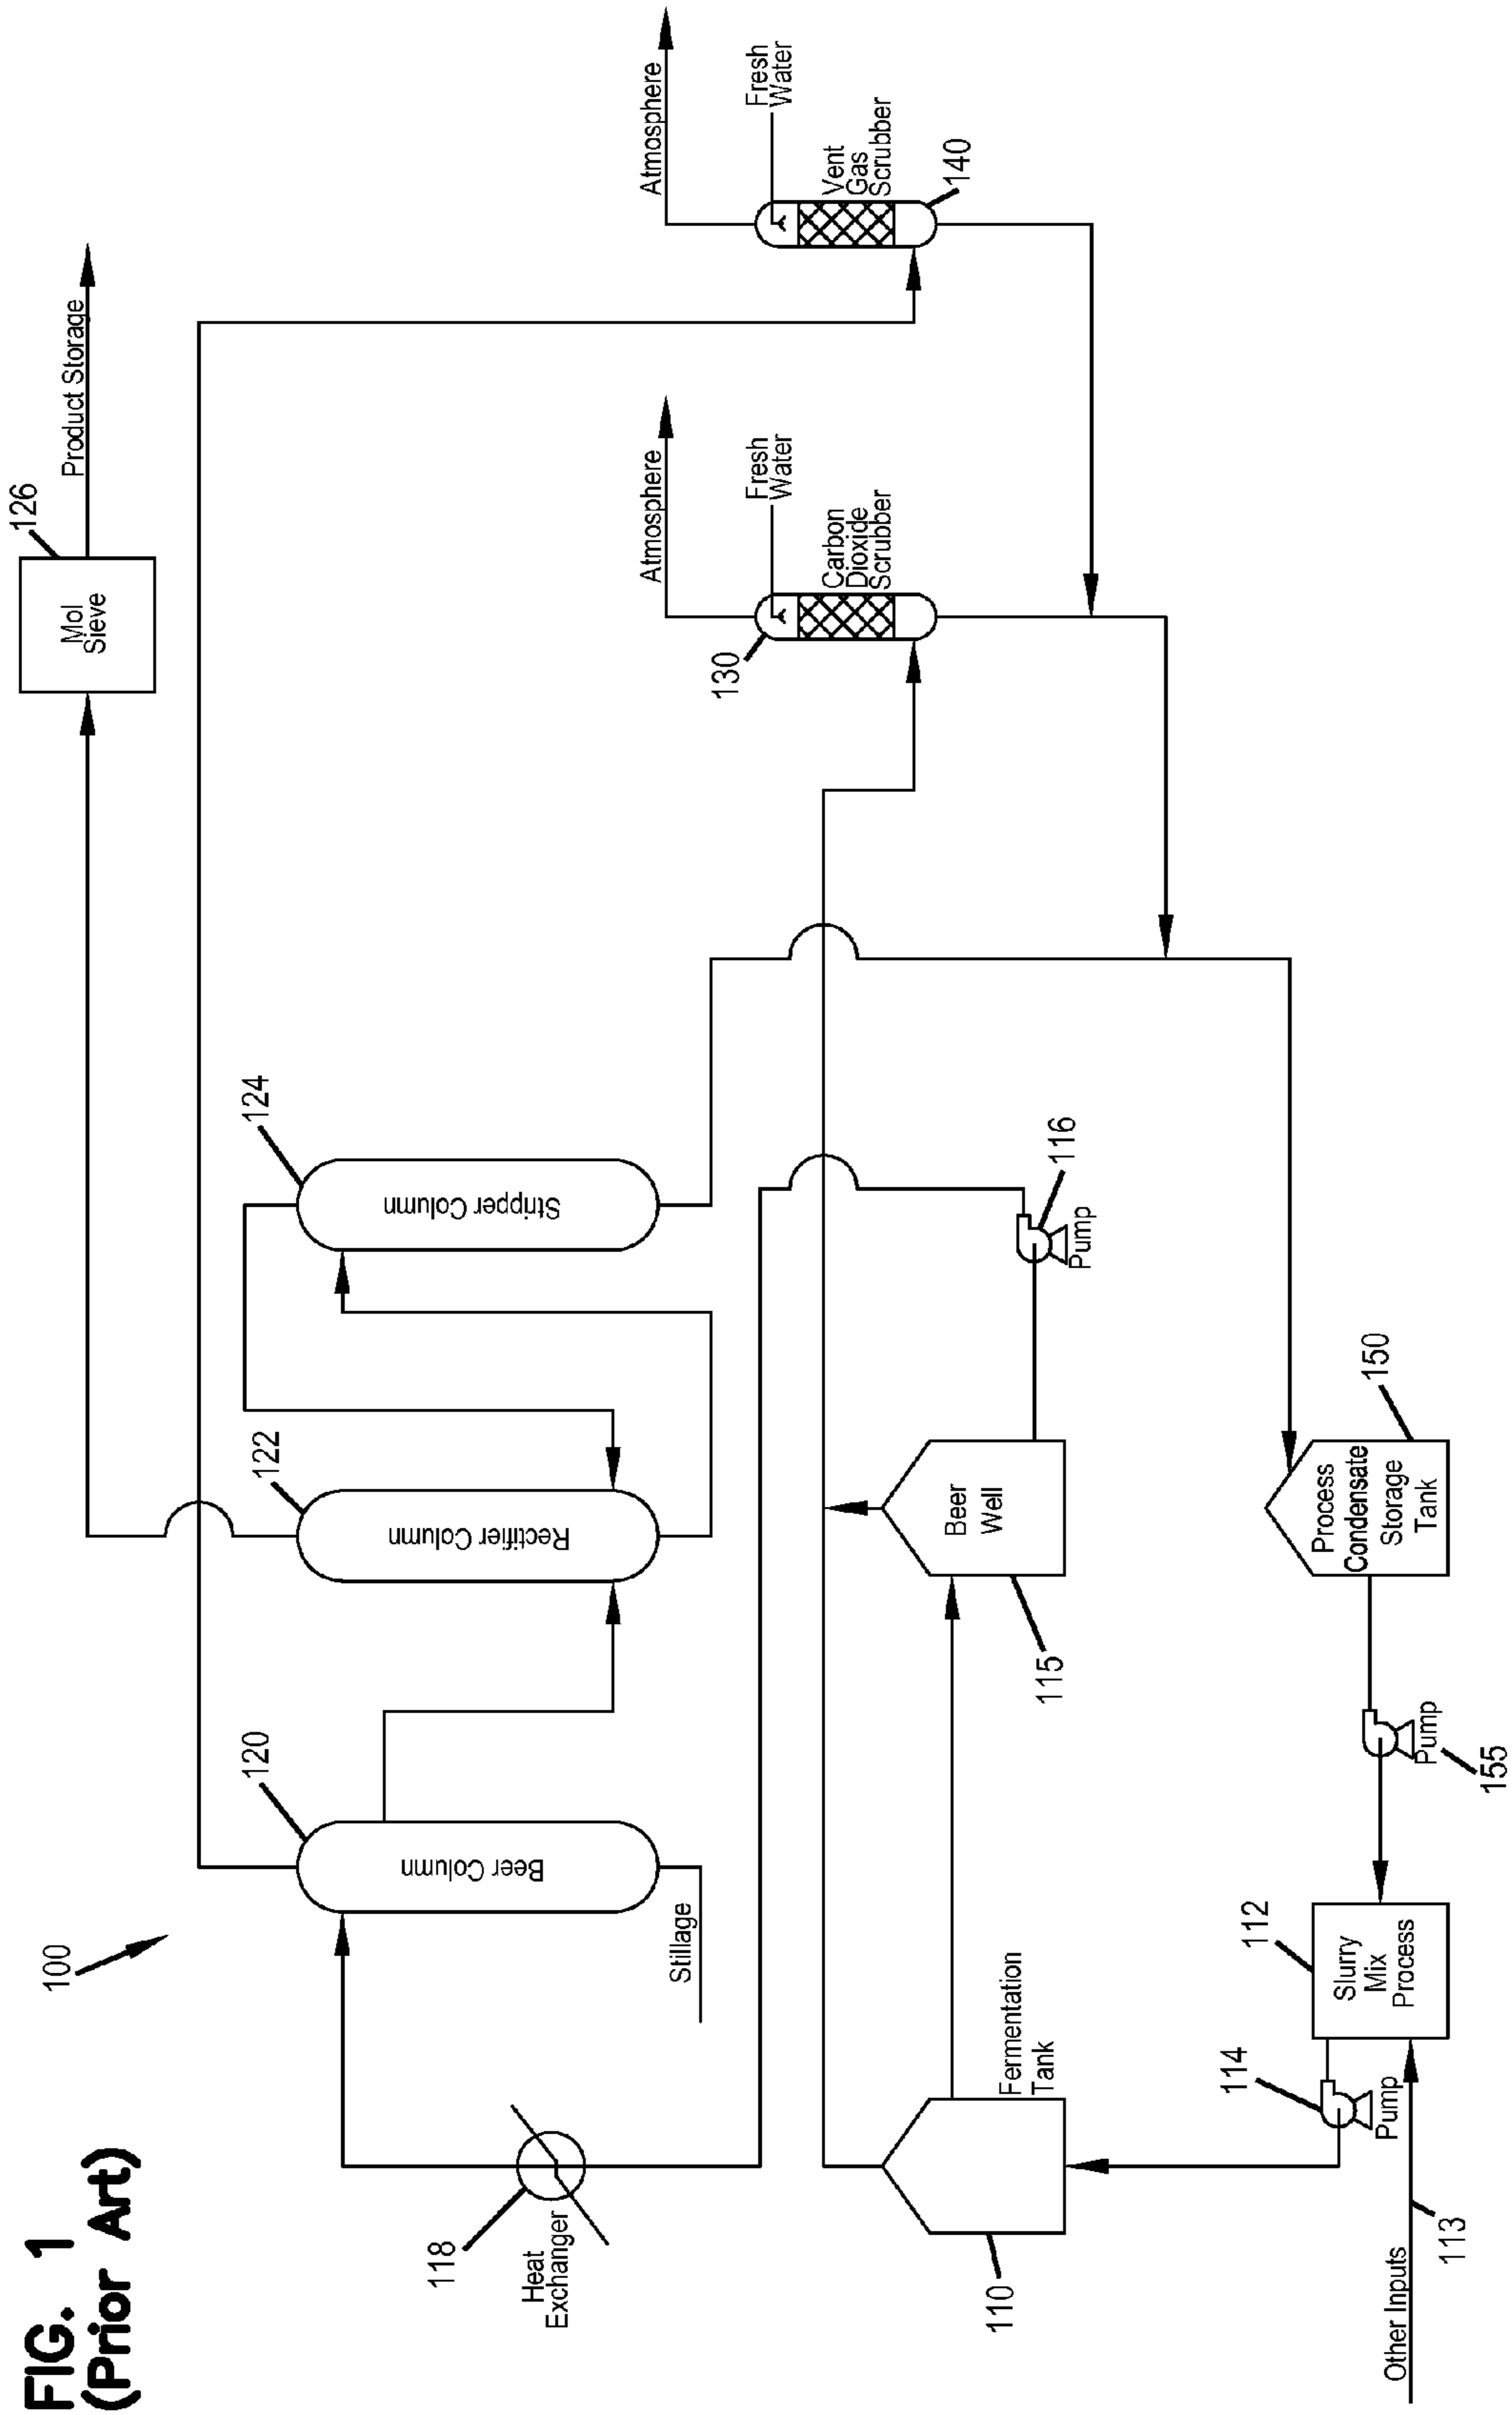 FIG. 1
(Prior Art)
100
126
Mol
Sieve
Product Storage
120
Beer Column
Stillage
122
Rectifier Column
124
Stripper Column
118
Heat
Exchanger
Atmosphere
Fresh
Water
130
Carbon
Dioxide
Scrubber
Atmosphere
Fresh
Water
Vent
Gas
Scrubber
140
110
Fermentation
Tank
115
Beer
Well
116
Pump
114
Pump
112
Slurry
Mix
Process
Other Inputs
113
Pump
155
150
Process
Condensate
Storage
Tank